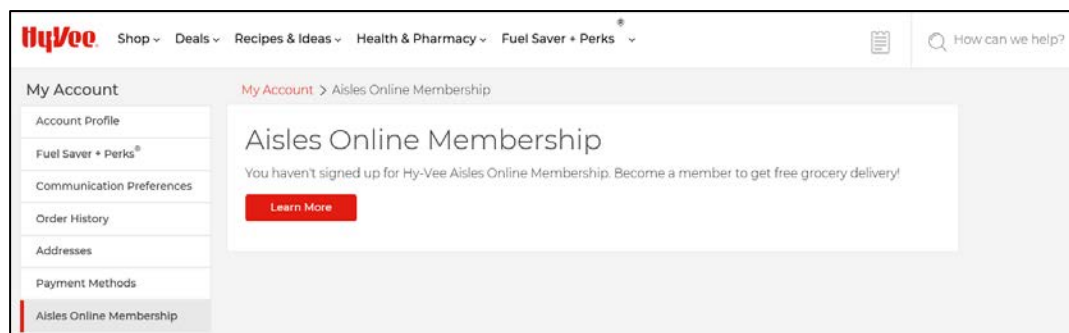 HyVee Shop Deals Recipes & Ideas Health & Pharmacy Fuel Saver + Perks® How can we help?
My Account
My Account > Aisles Online Membership
Account Profile
Fuel Saver + Perks®
Communication Preferences
Order History
Addresses
Payment Methods
Aisles Online Membership
Aisles Online Membership
You haven't signed up for Hy-Vee Aisles Online Membership. Become a member to get free grocery delivery!
Learn More